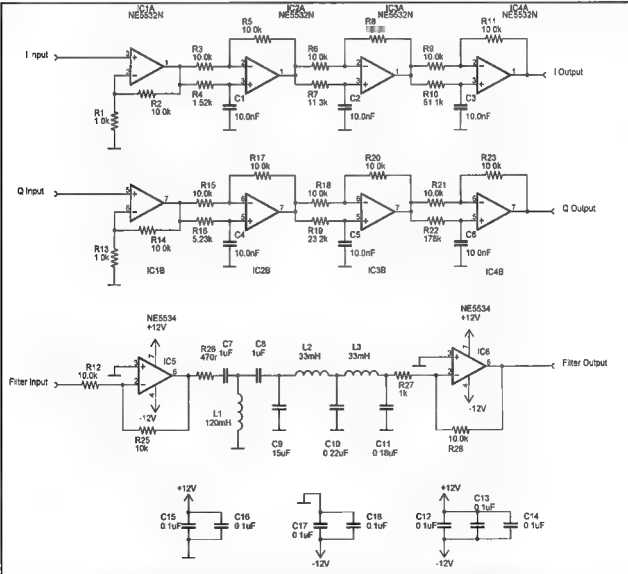 IC1A
NE5532N
IC2A
NE5532N
IC3A
NE5532N
IC4A
NE5532N
I Input
R3
10.0k
R5
10.0k
R6
10.0k
R8
R9
10.0k
R11
10.0k
I Output
R1
1 0k
R2
10.0k
R4
1 52k
C1
10.0nF
R7
11 3k
C2
10.0nF
R10
C3
10.0nF
Q Input
R15
10.0k
R17
10.0k
R18
10.0k
R20
10.0k
R21
10.0k
R23
10.0k
Q Output
R13
1 0k
R14
10.0k
R16
5.23k
C4
10.0nF
R19
23 2k
C5
10.0nF
R22
178k
C6
10 0nF
IC1B
IC2B
IC3B
IC4B
NE5534
+12V
NE5534
+12V
Filter Input
R12
10.0k
IC5
R26
470r
C7
1uF
C8
1uF
L2
33mH
L3
33mH
R27
1k
IC6
Filter Output
-12V
-12V
R25
10k
L1
120mH
C9
15uF
C10
0 22uF
C11
0 18uF
10.0k
R28
+12V
C15
0.1uF
C16
0 1uF
C17
0 1uF
C18
0.1uF
-12V
+12V
C12
0.1uF
C13
0 1uF
C14
0 1uF
-12V